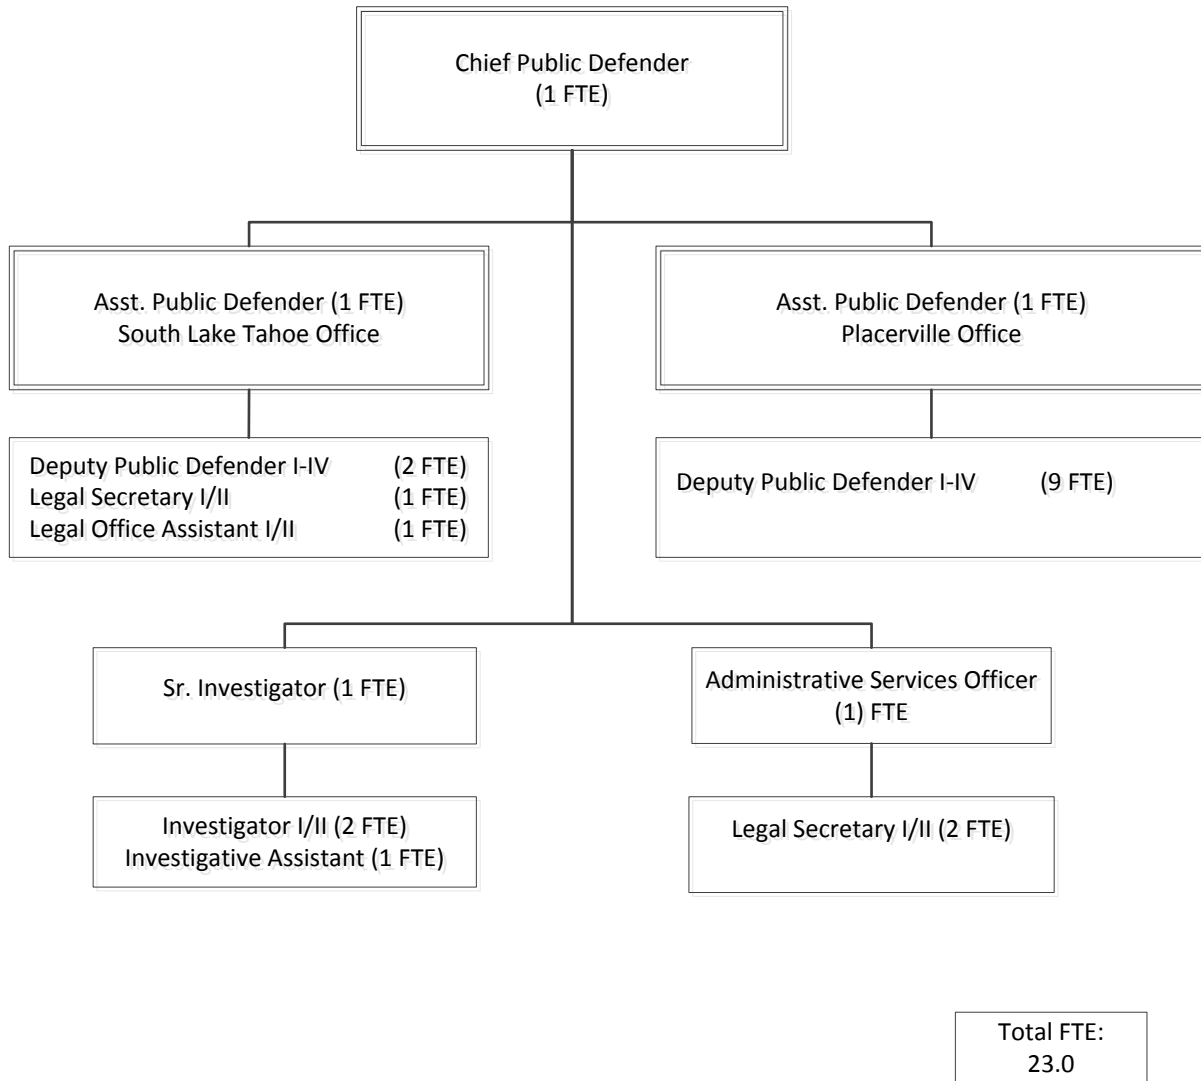 Chief Public Defender
(1 FTE)
Asst. Public Defender (1 FTE)
South Lake Tahoe Office
Asst. Public Defender (1 FTE)
Placerville Office
Deputy Public Defender I-IV (2 FTE)
Legal Secretary I/II (1 FTE)
Legal Office Assistant I/II (1 FTE)
Deputy Public Defender I-IV (9 FTE)
Sr. Investigator (1 FTE)
Administrative Services Officer
(1) FTE
Investigator I/II (2 FTE)
Investigative Assistant (1 FTE)
Legal Secretary I/II (2 FTE)
Total FTE:
23.0